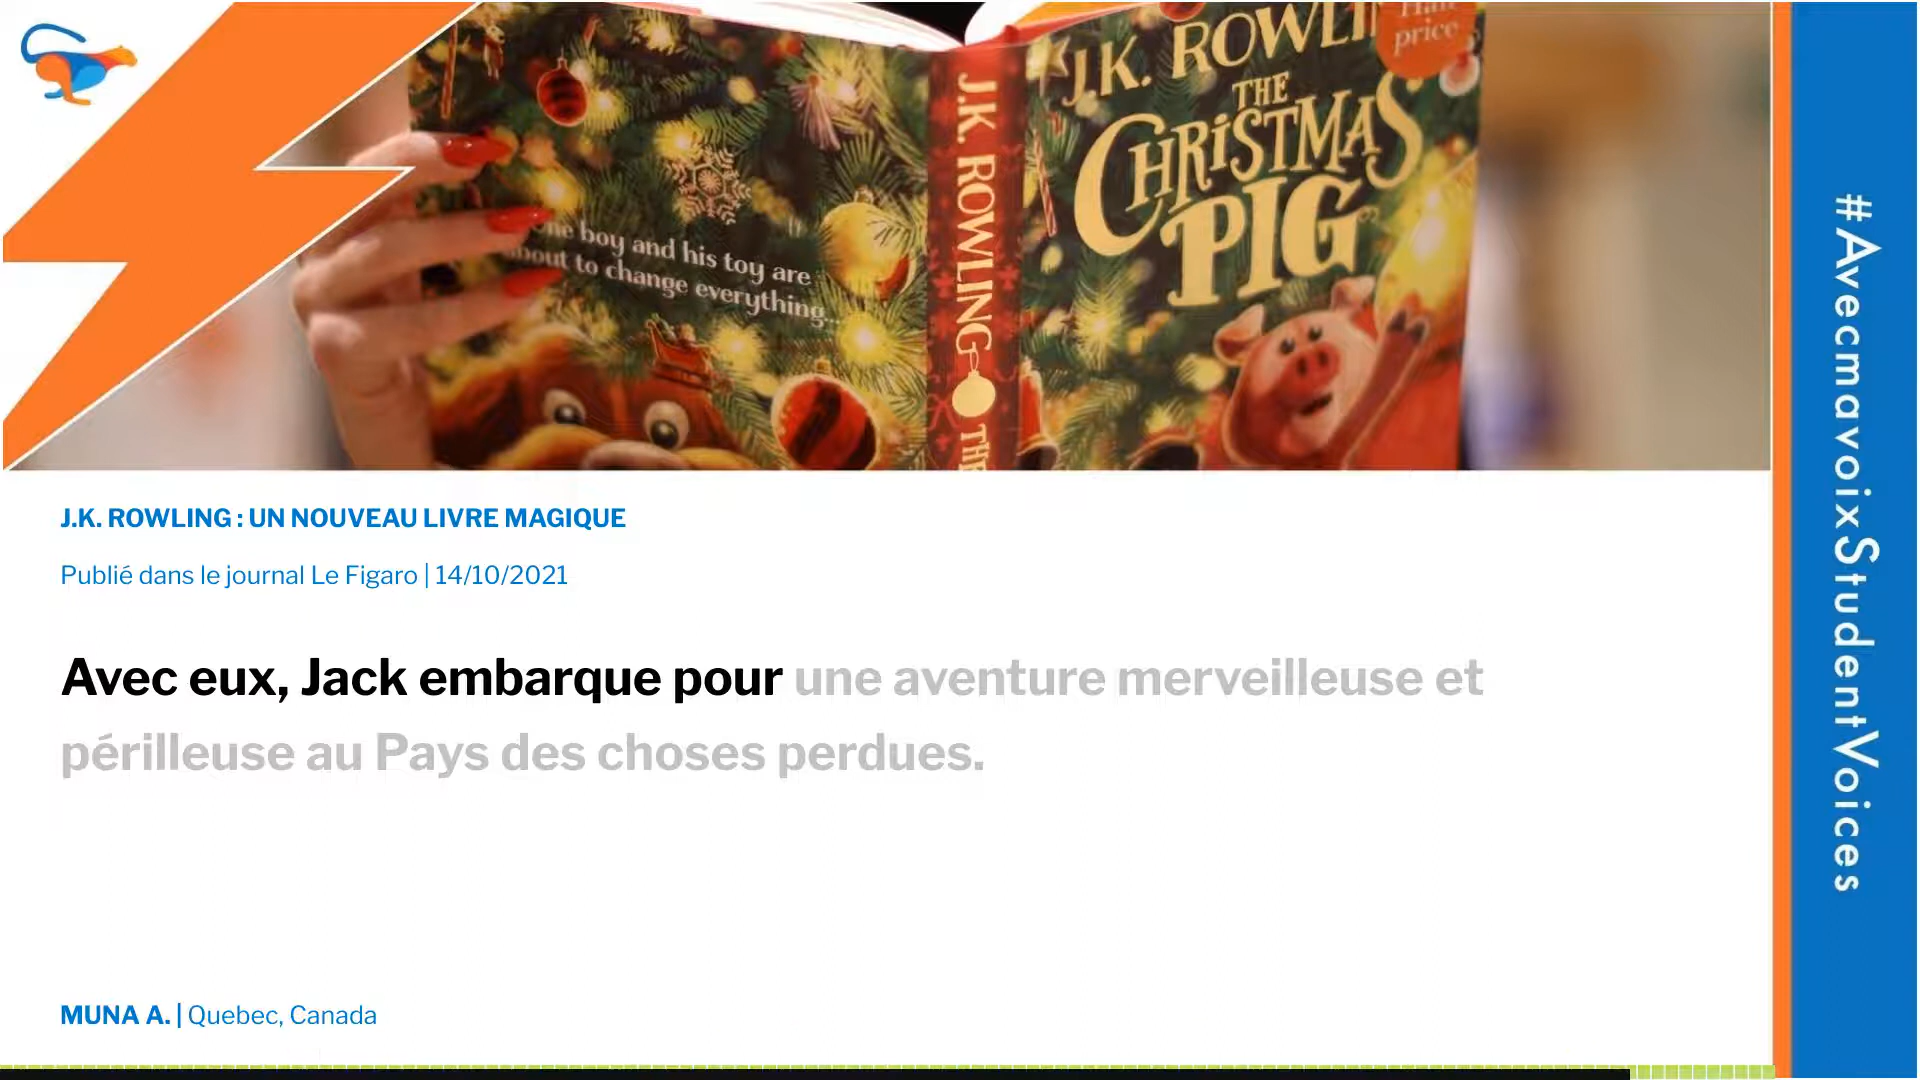 J.K. ROWLING
THE
CHRISTMAS
PIG
price
J.K. ROWLING
boy and his toy are
to change everything...
J.K. ROWLING : UN NOUVEAU LIVRE MAGIQUE
Publié dans le journal Le Figaro | 14/10/2021
Avec eux, Jack embarque pour une aventure merveilleuse et
périlleuse au Pays des choses perdues.
MUNA A. | Quebec, Canada
#AvecmavoixStudentVoices